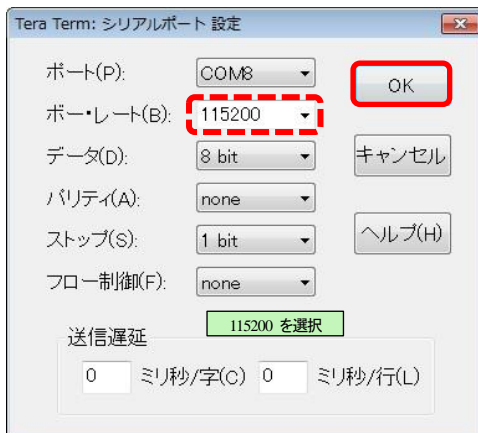 Tera Term: シリアルポート 設定
ポート(P): COM8
OK
ボー・レート(B): 115200
データ(D): 8 bit
キャンセル
パリティ(A): none
ストップ(S): 1 bit
ヘルプ(H)
フロー制御(F): none
115200 を選択
送信遅延
0 ミリ秒/字(C) 0 ミリ秒/行(L)